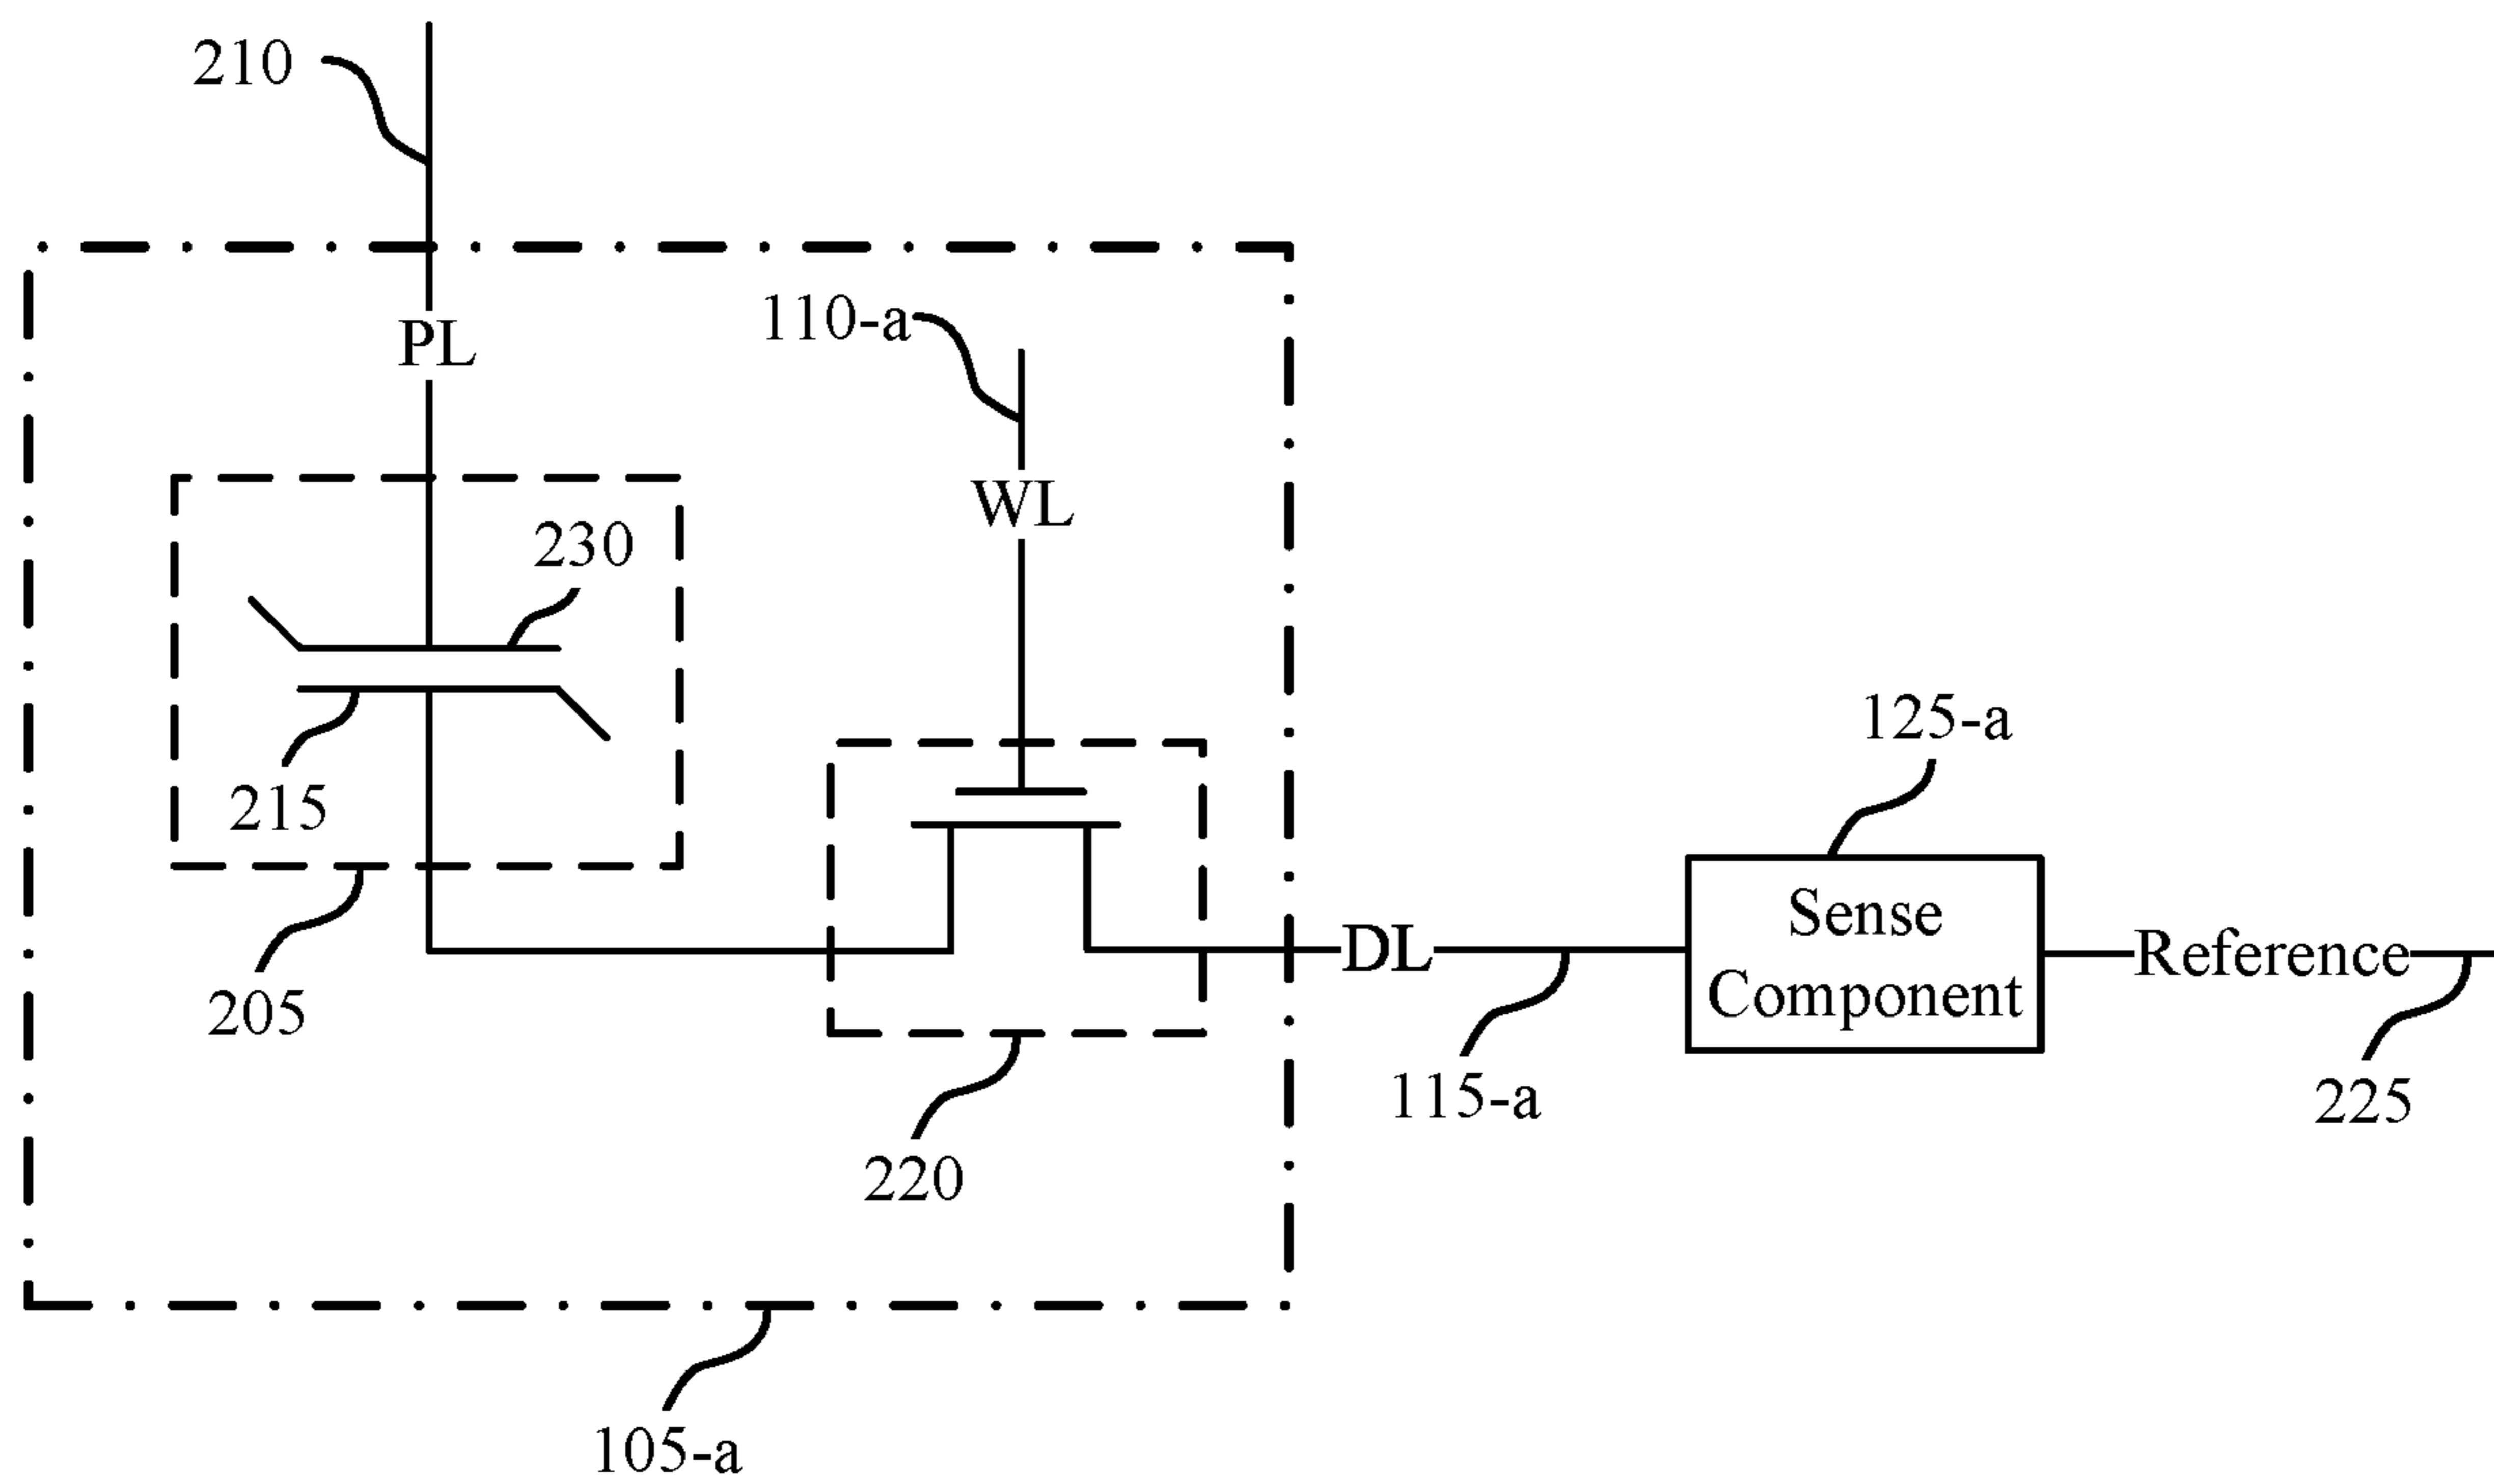 210
110-a
PL
WL
230
125-a
215
Sense
Component
DL
Reference
205
115-a
225
220
105-a